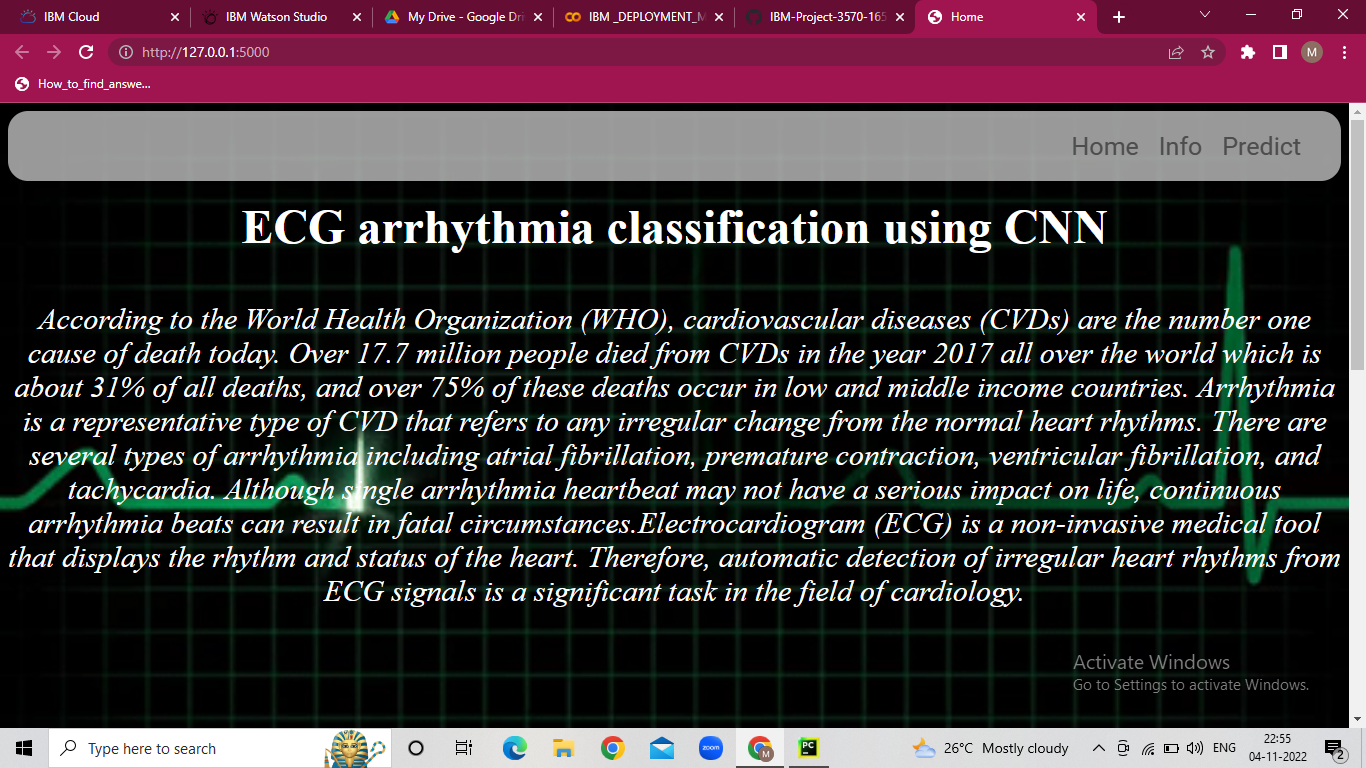 IBM Cloud
IBM Watson Studio
My Drive - Google Dri
IBM _DEPLOYMENT_M
IBM-Project-3570-165
Home
http://127.0.0.1:5000
M
How_to_find_answe...
Home Info Predict
ECG arrhythmia classification using CNN
According to the World Health Organization (WHO), cardiovascular diseases (CVDs) are the number one
cause of death today. Over 17.7 million people died from CVDs in the year 2017 all over the world which is
about 31% of all deaths, and over 75% of these deaths occur in low and middle income countries. Arrhythmia
is a representative type of CVD that refers to any irregular change from the normal heart rhythms. There are
several types of arrhythmia including atrial fibrillation, premature contraction, ventricular fibrillation, and
tachycardia. Although single arrhythmia heartbeat may not have a serious impact on life, continuous
arrhythmia beats can result in fatal circumstances.Electrocardiogram (ECG) is a non-invasive medical tool
that displays the rhythm and status of the heart. Therefore, automatic detection of irregular heart rhythms from
ECG signals is a significant task in the field of cardiology.
Activate Windows
Go to Settings to activate Windows.
Type here to search
zoom
M
PC
26°C Mostly cloudy
ENG
22:55
04-11-2022
2